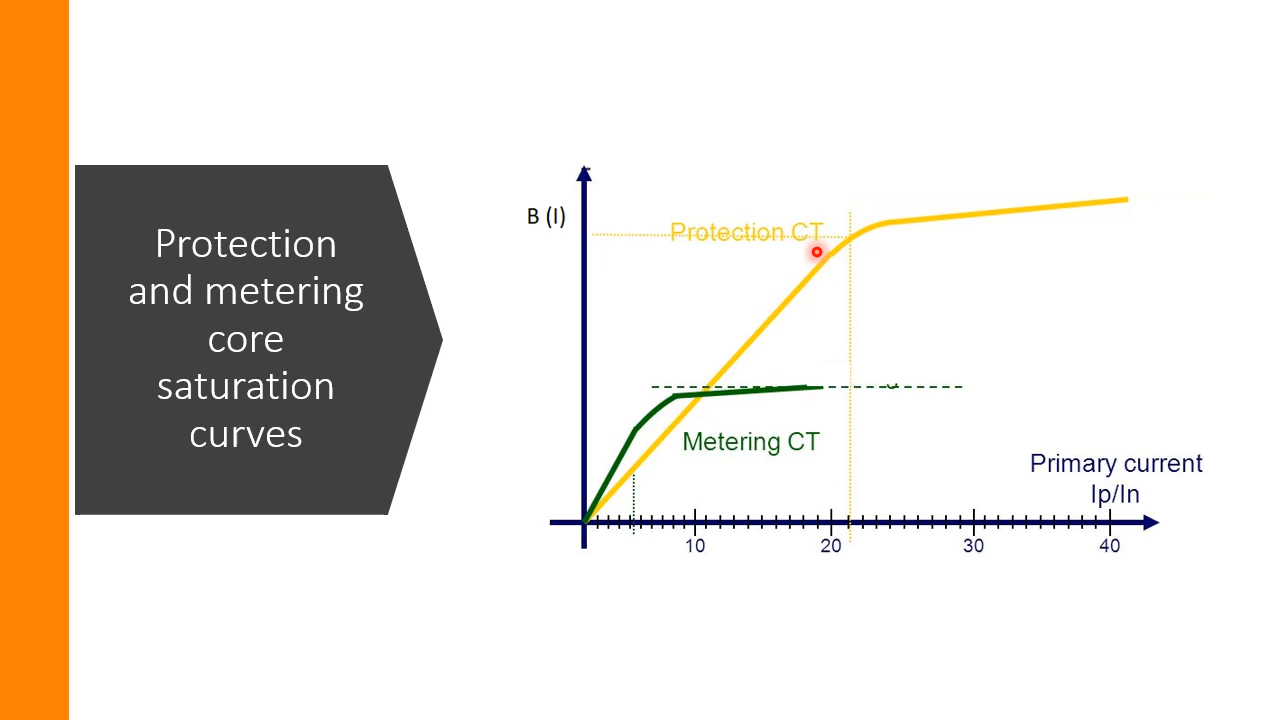 Protection
and metering
core
saturation
curves
B (I)
Protection CT
Metering CT
Primary current
Ip/In
10 20 30 40